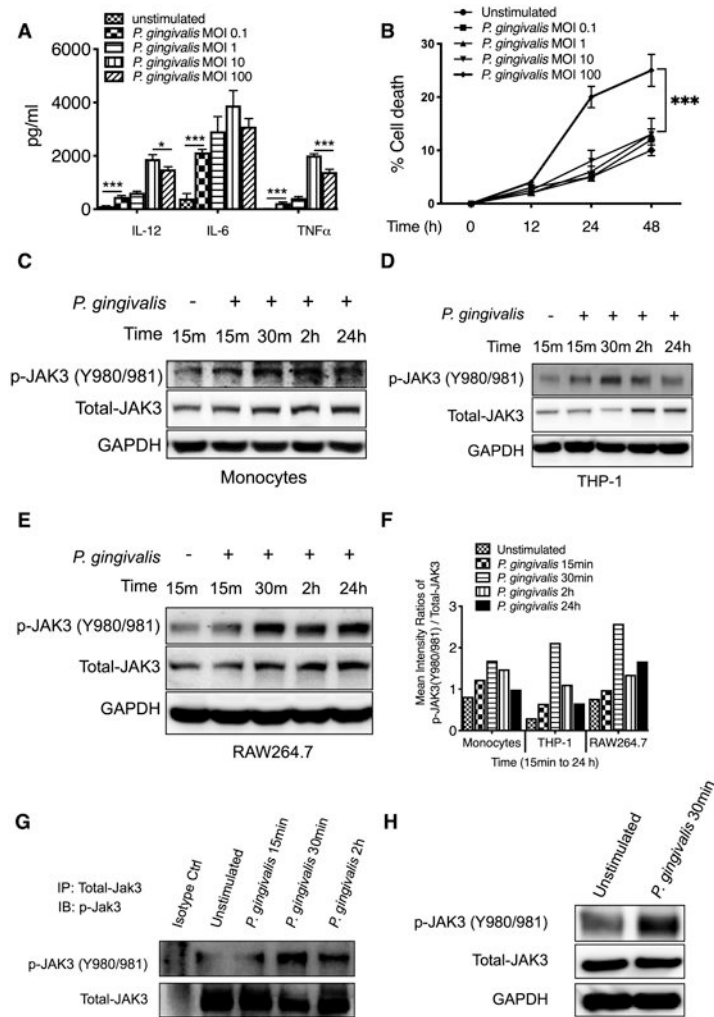 A
unstimulated
P. gingivalis MOI 0.1
P. gingivalis MOI 1
P. gingivalis MOI 10
P. gingivalis MOI 100
6000
4000
2000
0
pg/ml
***
*
***
***
***
IL-12
IL-6
TNFα
B
Unstimulated
P. gingivalis MOI 0.1
P. gingivalis MOI 1
P. gingivalis MOI 10
P. gingivalis MOI 100
% Cell death
30
20
10
0
***
Time (h)
0
12
24
48
C
P. gingivalis - + + + +
Time 15m 15m 30m 2h 24h
p-JAK3 (Y980/981)
Total-JAK3
GAPDH
Monocytes
D
P. gingivalis - + + + +
Time 15m 15m 30m 2h 24h
p-JAK3 (Y980/981)
Total-JAK3
GAPDH
THP-1
E
P. gingivalis - + + + +
Time 15m 15m 30m 2h 24h
p-JAK3 (Y980/981)
Total-JAK3
GAPDH
RAW264.7
F
Unstimulated
P. gingivalis 15min
P. gingivalis 30min
P. gingivalis 2h
P. gingivalis 24h
Mean Intensity Ratios of
p-JAK3(Y980/981) / Total-JAK3
3
2
1
0
Monocytes THP-1 RAW264.7
Time (15min to 24 h)
G
IP: Total-Jak3
IB: p-Jak3
Isotype Ctrl
Unstimulated
P. gingivalis 15min
P. gingivalis 30min
P. gingivalis 2h
p-JAK3 (Y980/981)
Total-JAK3
H
Unstimulated
P. gingivalis 30min
p-JAK3 (Y980/981)
Total-JAK3
GAPDH